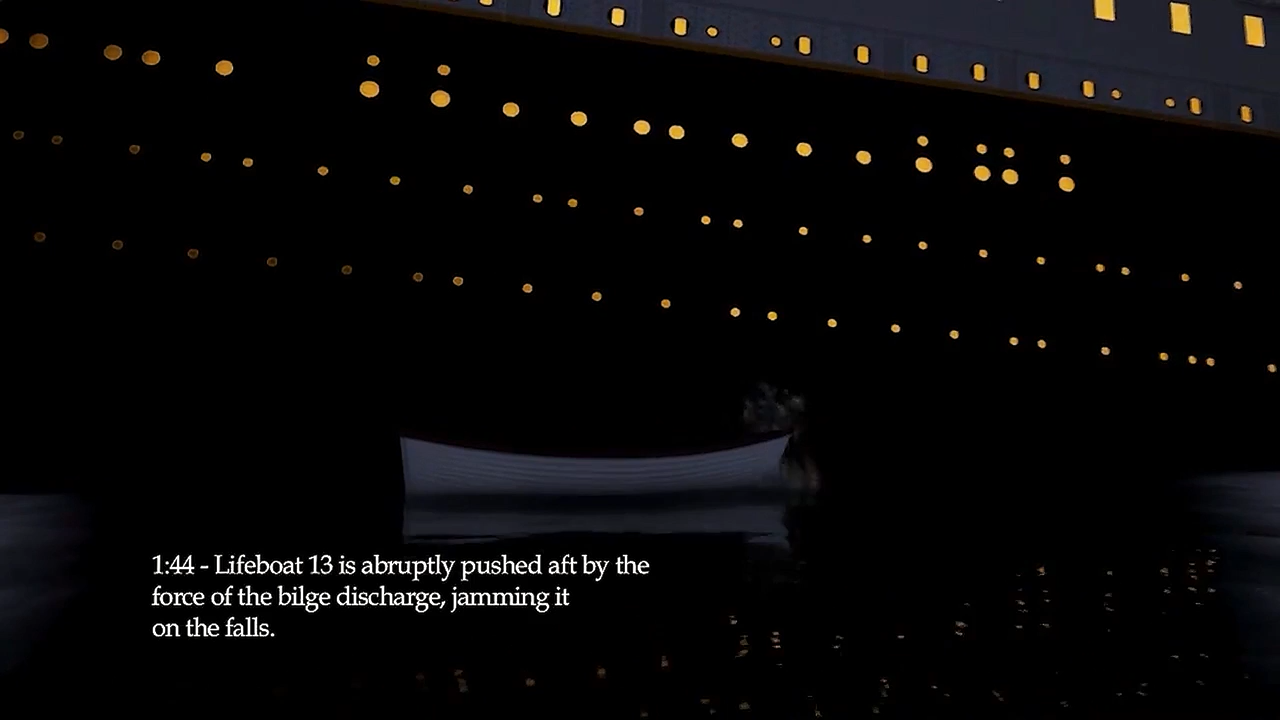 1:44 - Lifeboat 13 is abruptly pushed aft by the
force of the bilge discharge, jamming it
on the falls.